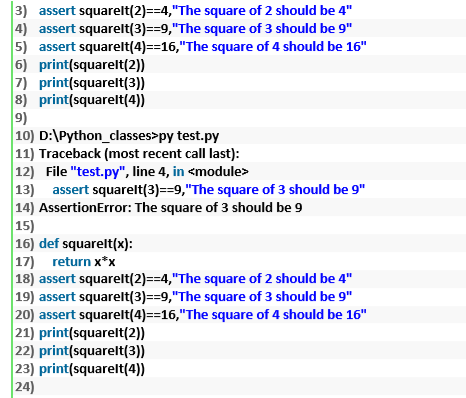 3) assert squareIt(2)==4,"The square of 2 should be 4"
4) assert squareIt(3)==9,"The square of 3 should be 9"
5) assert squareIt(4)==16,"The square of 4 should be 16"
6) print(squareIt(2))
7) print(squareIt(3))
8) print(squareIt(4))
9)
10) D:\Python_classes>py test.py
11) Traceback (most recent call last):
12)   File "test.py", line 4, in <module>
13)     assert squareIt(3)==9,"The square of 3 should be 9"
14) AssertionError: The square of 3 should be 9
15)
16) def squareIt(x):
17)     return x*x
18) assert squareIt(2)==4,"The square of 2 should be 4"
19) assert squareIt(3)==9,"The square of 3 should be 9"
20) assert squareIt(4)==16,"The square of 4 should be 16"
21) print(squareIt(2))
22) print(squareIt(3))
23) print(squareIt(4))
24)